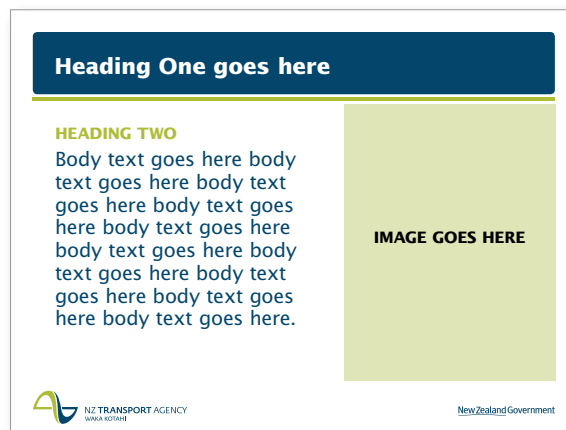 Heading One goes here
HEADING TWO
Body text goes here body
text goes here body text
goes here body text goes
here body text goes here
body text goes here body
text goes here body text
goes here body text goes
here body text goes here.
IMAGE GOES HERE
NZ TRANSPORT AGENCY
WAKA KOTAHI
New Zealand Government